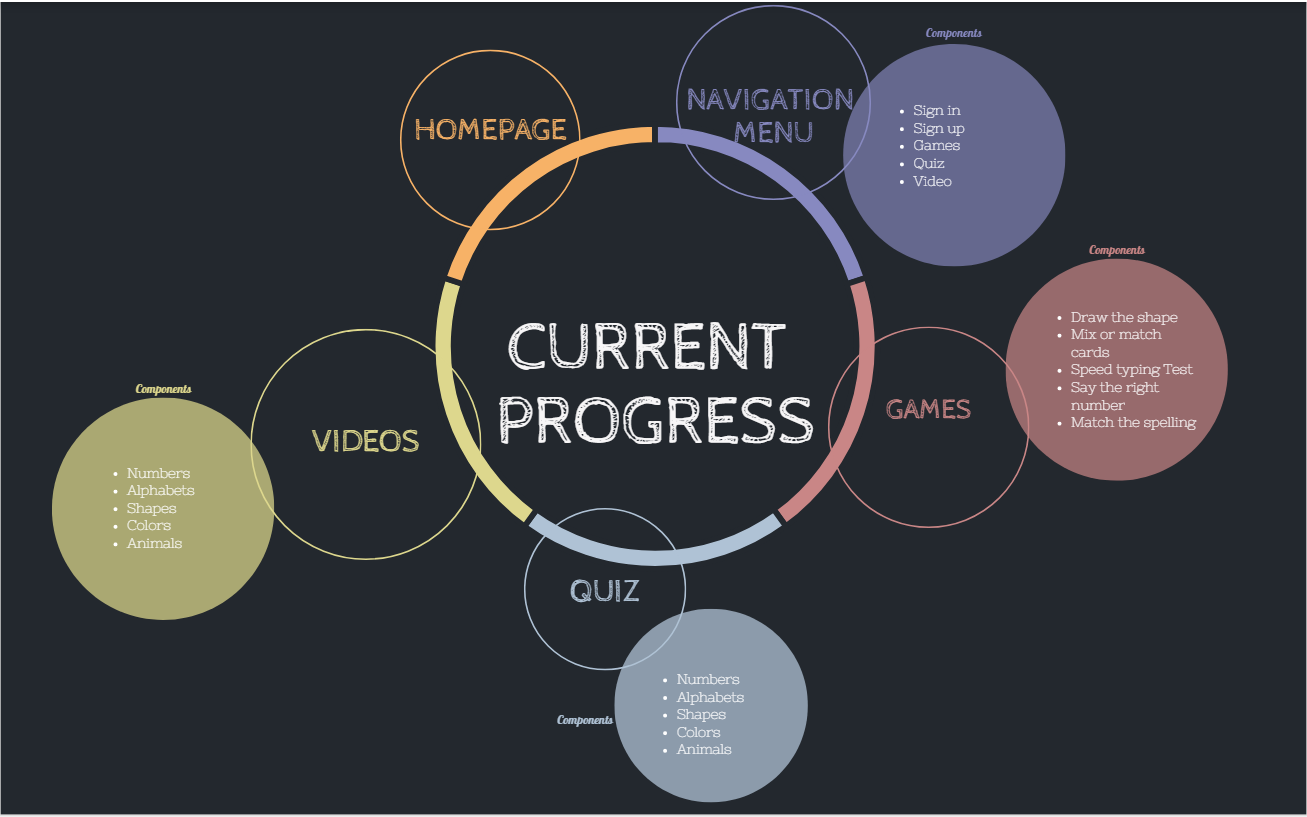 HOMEPAGE
NAVIGATION
MENU
Components
• Sign in
• Sign up
• Games
• Quiz
• Video
Components
• Draw the shape
• Mix or match
cards
• Speed typing Test
• Say the right
number
• Match the spelling
GAMES
CURRENT
PROGRESS
VIDEOS
Components
• Numbers
• Alphabets
• Shapes
• Colors
• Animals
QUIZ
Components
• Numbers
• Alphabets
• Shapes
• Colors
• Animals